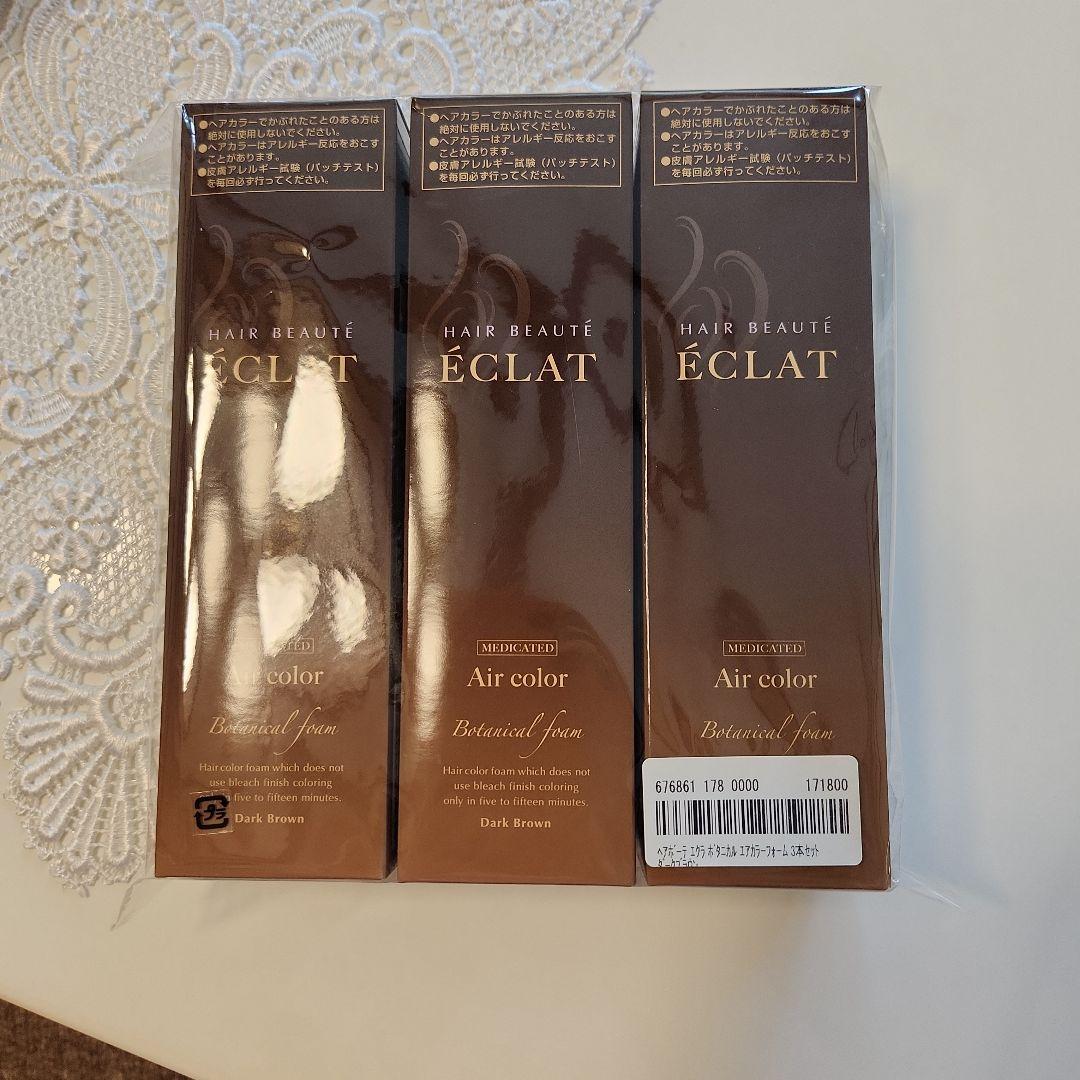 ●ヘアカラーでかぶれたことのある方は
絶対に使用しないでください。
●ヘアカラーはアレルギー反応をおこす
ことがあります。
●皮膚アレルギー試験（パッチテスト）
を毎回必ず行ってください。
HAIR BEAUTÉ
ÉCLAT
Air color
Botanical foam
Hair color foam which does not
use bleach finish coloring
in five to fifteen minutes.
プラ
Dark Brown
●ヘアカラーでかぶれたことのある方は
絶対に使用しないでください。
●ヘアカラーはアレルギー反応をおこす
ことがあります。
●皮膚アレルギー試験（パッチテスト）
を毎回必ず行ってください。
HAIR BEAUTÉ
ÉCLAT
MEDICATED
Air color
Botanical foam
Hair color foam which does not
use bleach finish coloring
only in five to fifteen minutes.
Dark Brown
●ヘアカラーでかぶれたことのある方は
絶対に使用しないでください。
●ヘアカラーはアレルギー反応をおこす
ことがあります。
●皮膚アレルギー試験（パッチテスト）
を毎回必ず行ってください。
HAIR BEAUTÉ
ÉCLAT
MEDICATED
Air color
Botanical foam
676861 178 0000 171800
ヘアボーテ エクラ ボタニカル エアカラーフォーム 3本セット
ダークブラウン